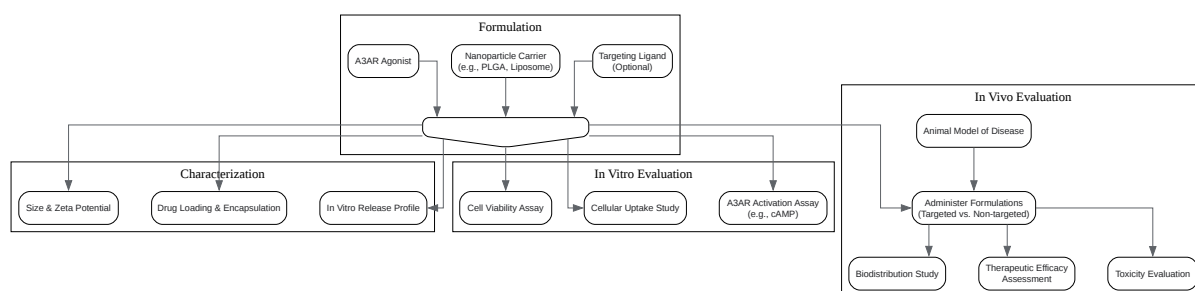 Formulation
A3AR Agonist
Nanoparticle Carrier
(e.g., PLGA, Liposome)
Targeting Ligand
(Optional)
Characterization
Size & Zeta Potential
Drug Loading & Encapsulation
In Vitro Release Profile
In Vitro Evaluation
Cell Viability Assay
Cellular Uptake Study
A3AR Activation Assay
(e.g., cAMP)
In Vivo Evaluation
Animal Model of Disease
Administer Formulations
(Targeted vs. Non-targeted)
Biodistribution Study
Therapeutic Efficacy
Assessment
Toxicity Evaluation